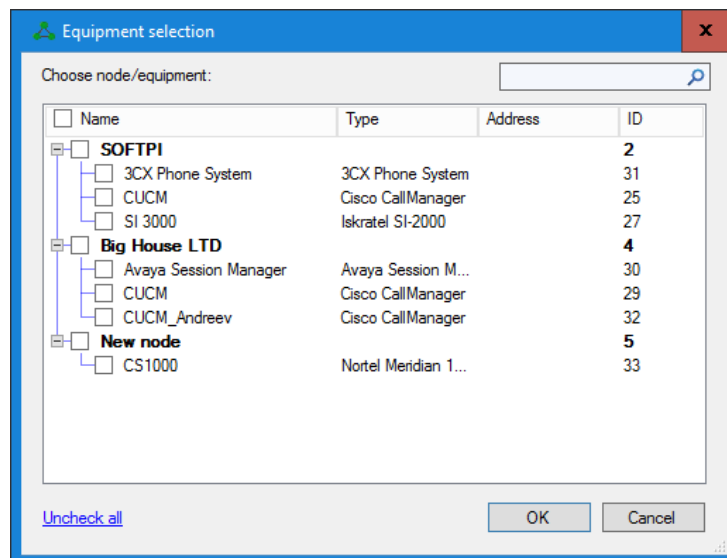 Equipment selection
x
Choose node/equipment:
Name Type Address ID
SOFTPI 2
3CX Phone System 3CX Phone System 31
CUCM Cisco CallManager 25
SI 3000 Iskratel SI-2000 27
Big House LTD 4
Avaya Session Manager Avaya Session M... 30
CUCM Cisco CallManager 29
CUCM_Andreev Cisco CallManager 32
New node 5
CS1000 Nortel Meridian 1... 33
Uncheck all OK Cancel